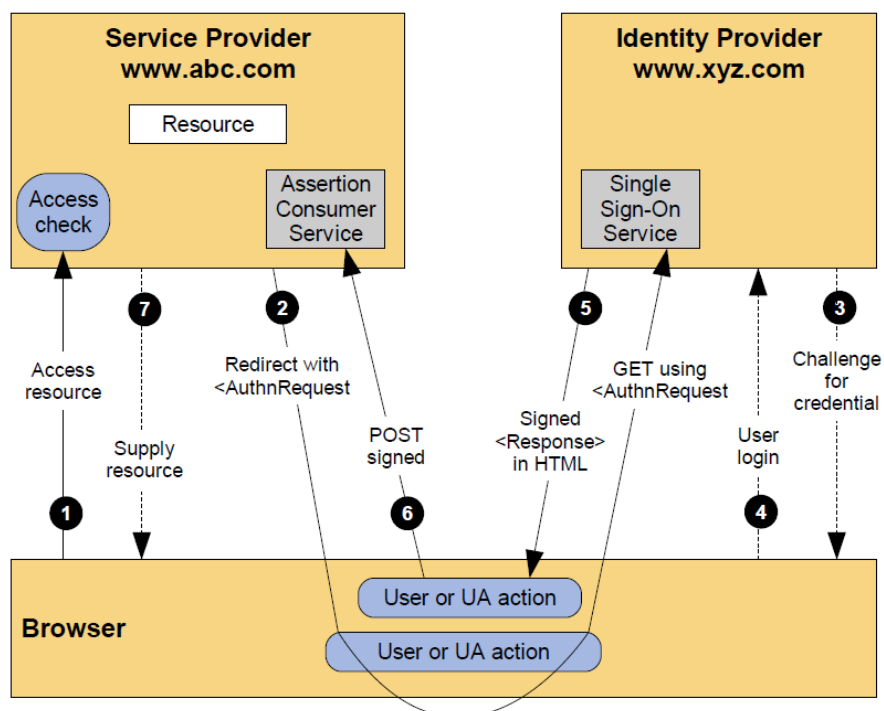 Service Provider
www.abc.com
Resource
Access
check
Assertion
Consumer
Service
Identity Provider
www.xyz.com
Single
Sign-On
Service
7
2
5
3
Access
resource
Redirect with
<AuthnRequest
GET using
<AuthnRequest
Challenge
for
credential
Supply
resource
POST
signed
Signed
<Response>
in HTML
User
login
1
6
4
User or UA action
Browser
User or UA action